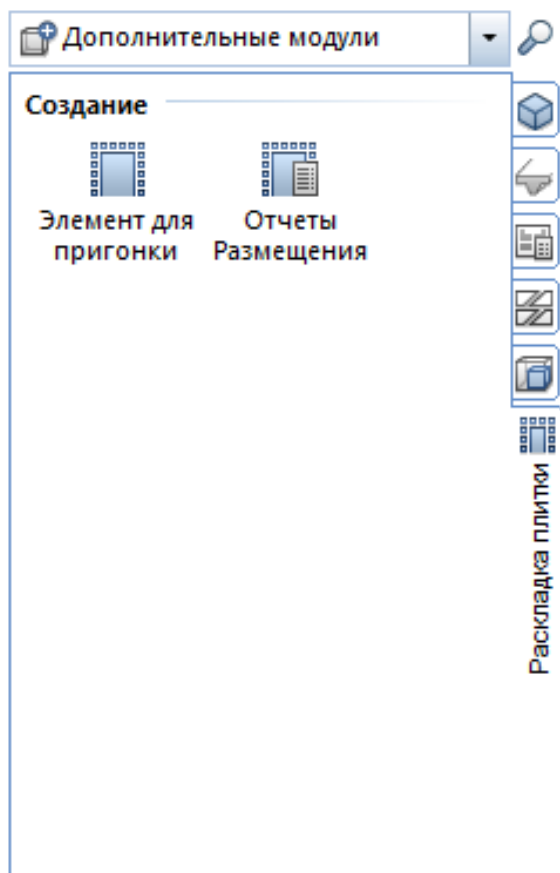 Дополнительные модули
Создание
Элемент для
пригонки
Отчеты
Размещения
Раскладка плитки